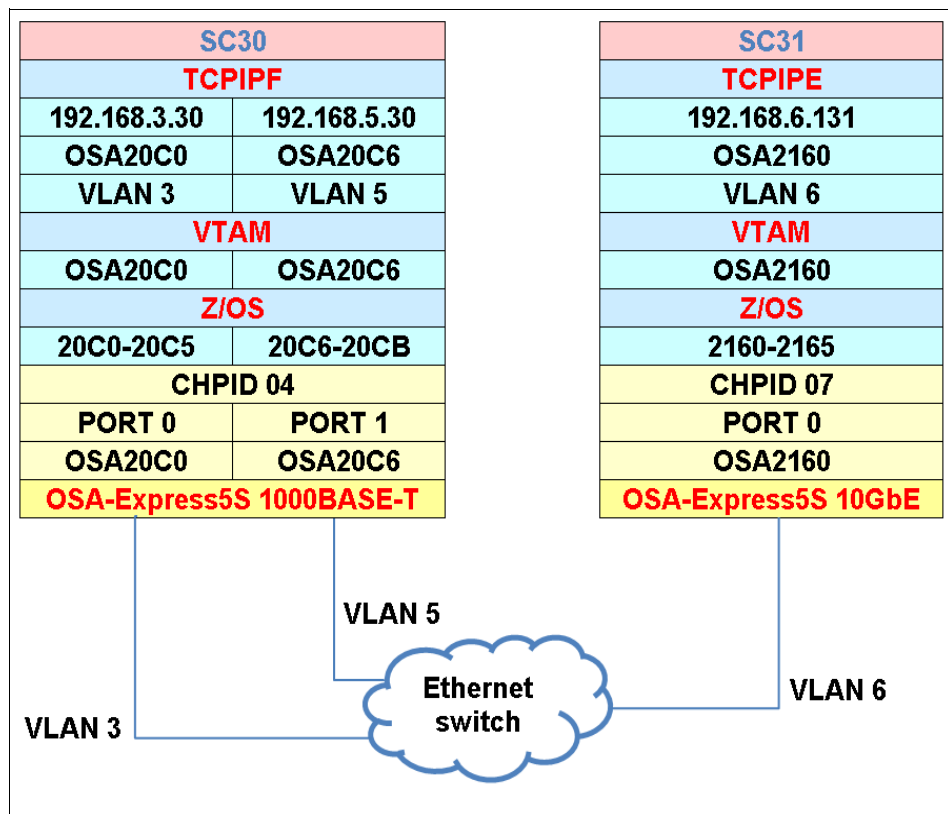 SC30
TCPIPF
192.168.3.30 192.168.5.30
OSA20C0 OSA20C6
VLAN 3 VLAN 5
VTAM
OSA20C0 OSA20C6
Z/OS
20C0-20C5 20C6-20CB
CHPID 04
PORT 0 PORT 1
OSA20C0 OSA20C6
OSA-Express5S 1000BASE-T
SC31
TCPIPE
192.168.6.131
OSA2160
VLAN 6
VTAM
OSA2160
Z/OS
2160-2165
CHPID 07
PORT 0
OSA2160
OSA-Express5S 10GbE
VLAN 5
Ethernet
switch
VLAN 6
VLAN 3